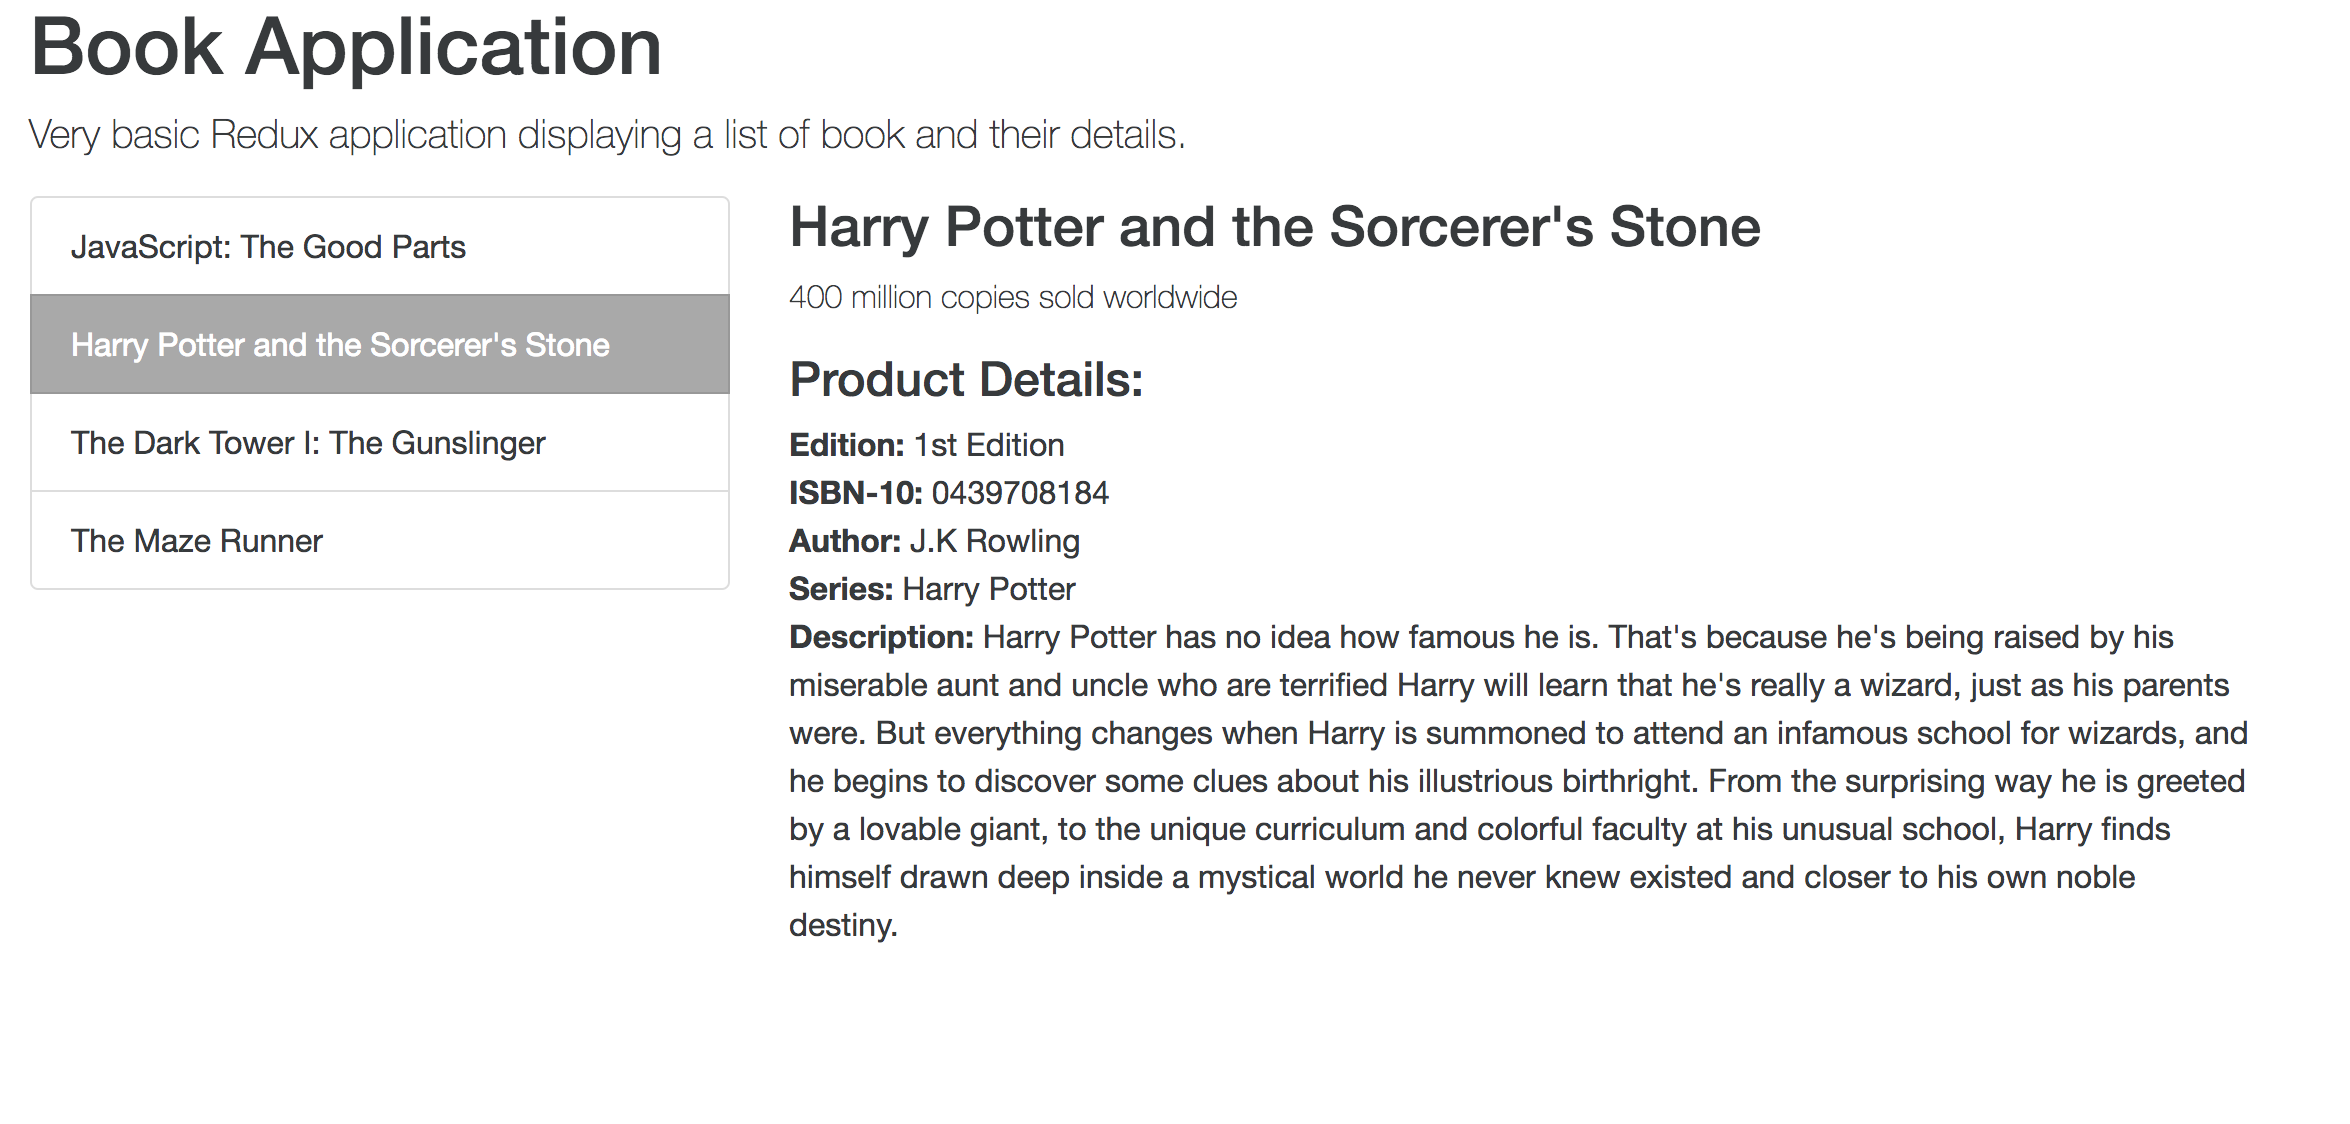 Book Application
Very basic Redux application displaying a list of book and their details.
JavaScript: The Good Parts
Harry Potter and the Sorcerer's Stone
The Dark Tower I: The Gunslinger
The Maze Runner
Harry Potter and the Sorcerer's Stone
400 million copies sold worldwide
Product Details:
Edition: 1st Edition
ISBN-10: 0439708184
Author: J.K Rowling
Series: Harry Potter
Description: Harry Potter has no idea how famous he is. That's because he's being raised by his
miserable aunt and uncle who are terrified Harry will learn that he's really a wizard, just as his parents
were. But everything changes when Harry is summoned to attend an infamous school for wizards, and
he begins to discover some clues about his illustrious birthright. From the surprising way he is greeted
by a lovable giant, to the unique curriculum and colorful faculty at his unusual school, Harry finds
himself drawn deep inside a mystical world he never knew existed and closer to his own noble
destiny.